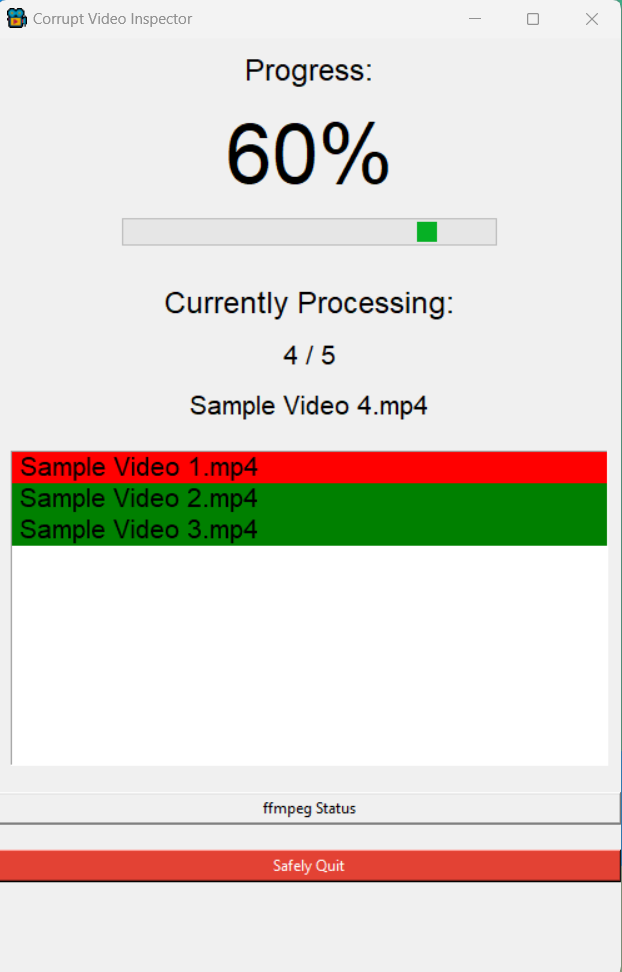 Corrupt Video Inspector
Progress:
60%
Currently Processing:
4 / 5
Sample Video 4.mp4
Sample Video 1.mp4
Sample Video 2.mp4
Sample Video 3.mp4
ffmpeg Status
Safely Quit